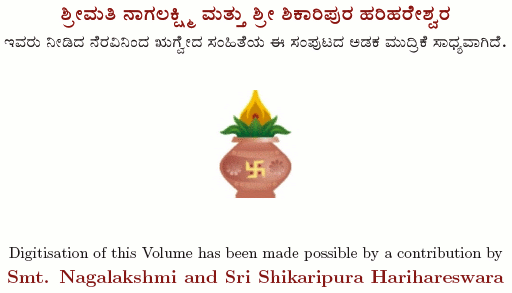 ಶ್ರೀಮತಿ ನಾಗಲಕ್ಷ್ಮಿ ಮತ್ತು ಶ್ರೀ ಶಿಕಾರಿಪುರ ಹರಿಹರೇಶ್ವರ
ಇವರು ನೀಡಿದ ನೆರವಿನಿಂದ ಋಗ್ವೇದ ಸಂಹಿತೆಯ ಈ ಸಂಪುಟದ ಅಡಕ ಮುದ್ರಿಕೆ ಸಾಧ್ಯವಾಗಿದೆ.
Digitisation of this Volume has been made possible by a contribution by
Smt. Nagalakshmi and Sri Shikaripura Harihareswara